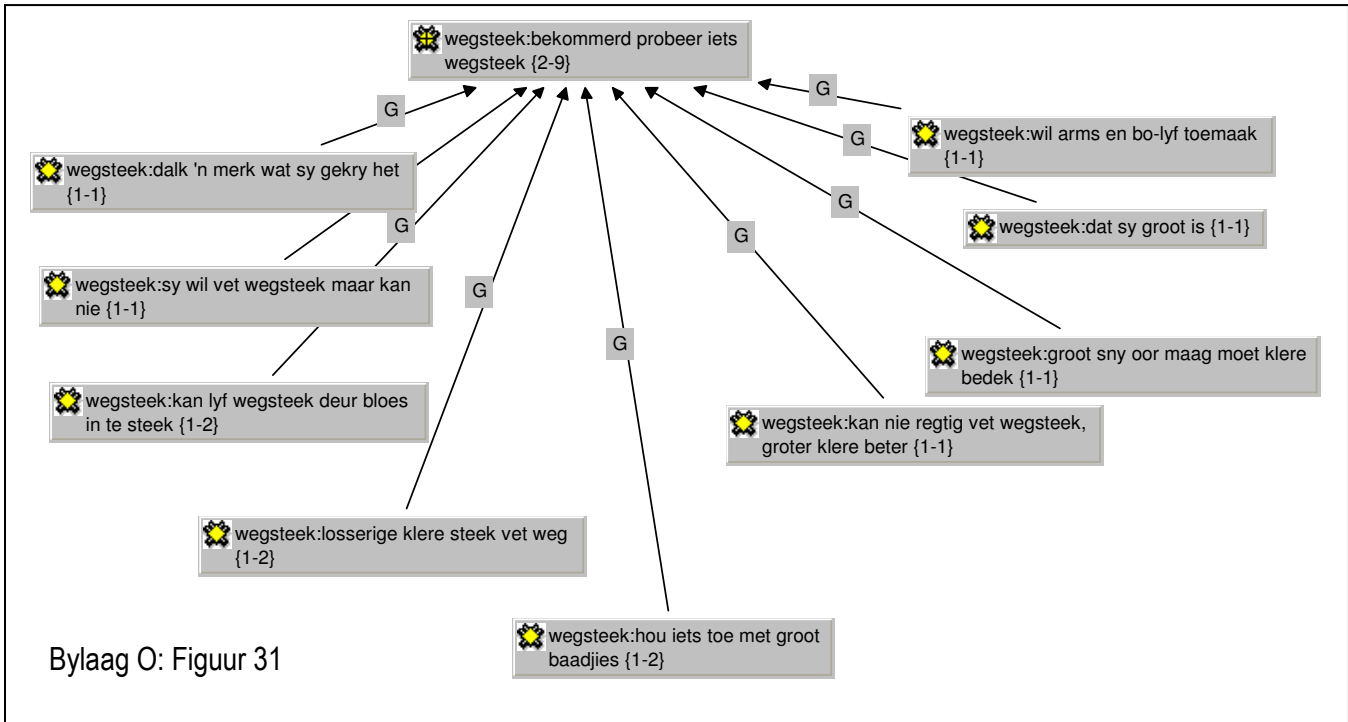 wegsteek:bekommerd probeer iets
wegsteek {2-9}
G
G
wegsteek:wil arms en bo-lyf toemaak
{1-1}
G
wegsteek:dalk 'n merk wat sy gekry het
{1-1}
G
G
wegsteek:dat sy groot is {1-1}
G
wegsteek:sy wil vet wegsteek maar kan
nie {1-1}
G
G
wegsteek:groot sny oor maag moet klere
bedek {1-1}
wegsteek:kan lyf wegsteek deur bloes
in te steek {1-2}
wegsteek:kan nie regtig vet wegsteek,
groter klere beter {1-1}
wegsteek:losserige klere steek vet weg
{1-2}
wegsteek:hou iets toe met groot
baadjies {1-2}
Bylaag O: Figuur 31